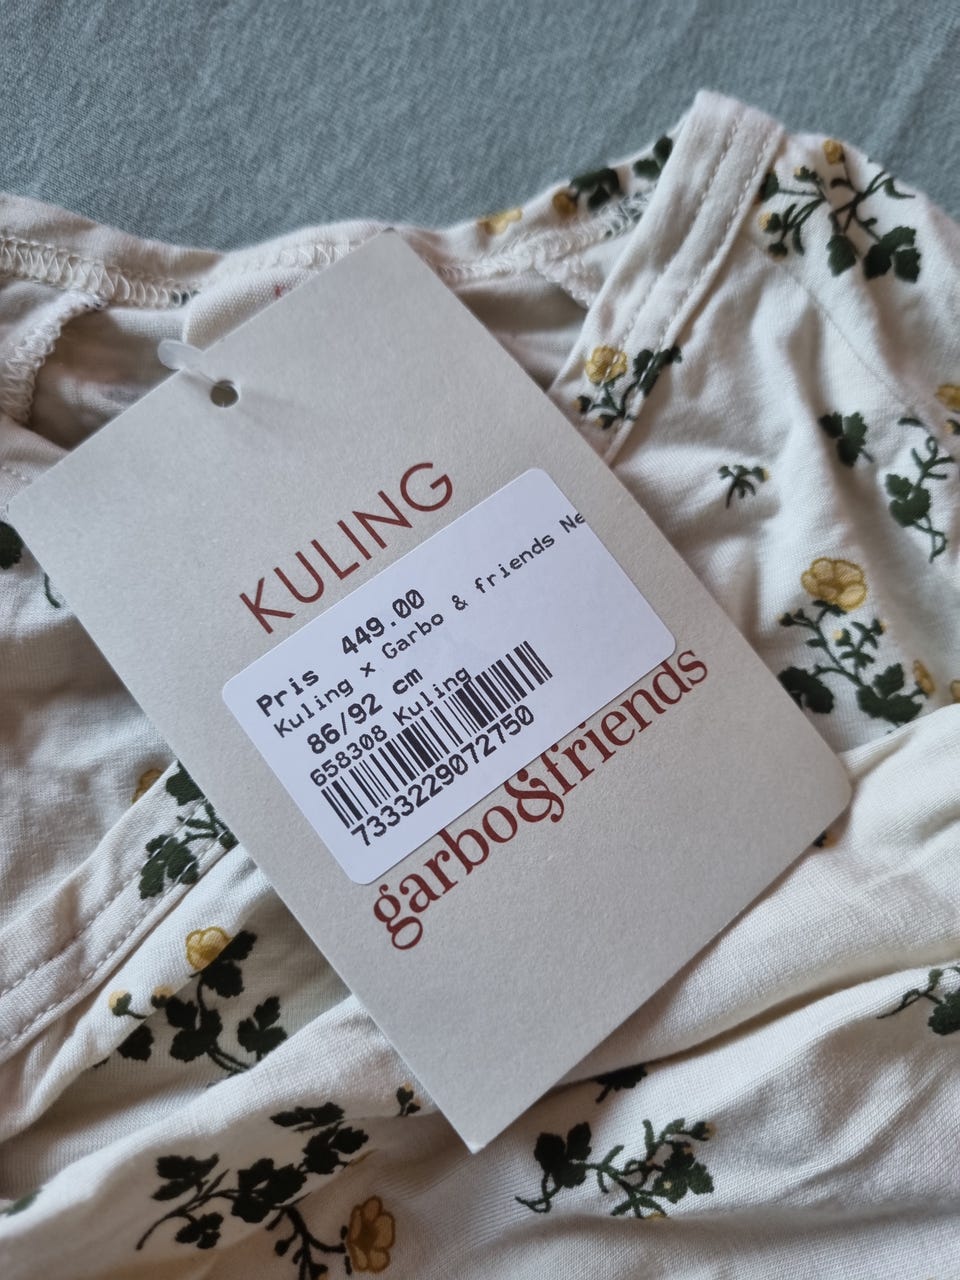 KULING
Pris 449.00
Kuling x Garbo & friends Ne
86/92 cm
658308 Kuling
7333229072750
garbo&friends